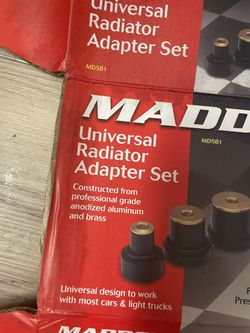 Universal
Radiator
Adapter Set
MD5B1
MADD
Universal
Radiator
Adapter Set
MD5B1
Constructed from
professional grade
anodized aluminum
and brass
Universal design to work
with most cars & light trucks